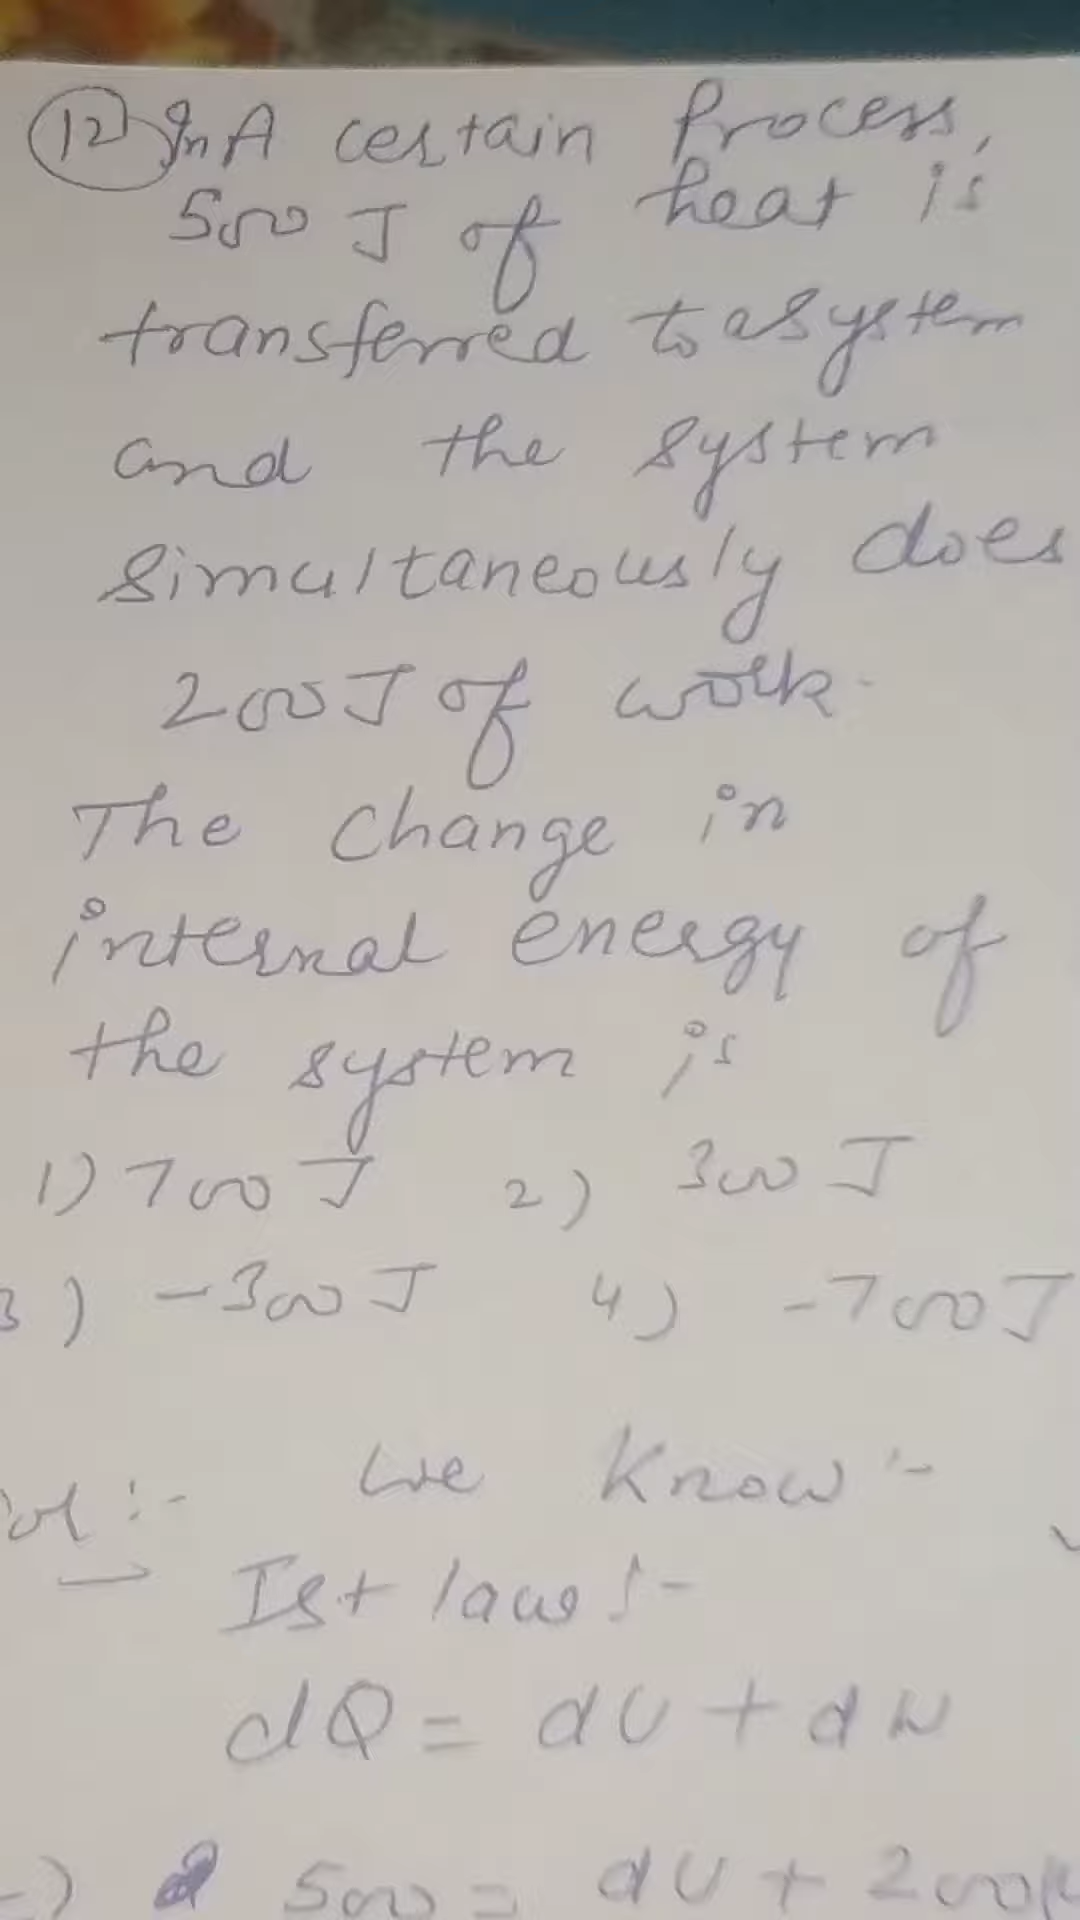 12 In A certain Process,
500 J of heat is
transferred to a system
and the system
simultaneously does
200J of work.
The change in
internal energy of
the system is
1) 700 J 2) 300 J
3) -300 J 4) -700 J
Sol :- we know :-
Ist law :-
dQ = dU + dW
=) 500 = dU + 200